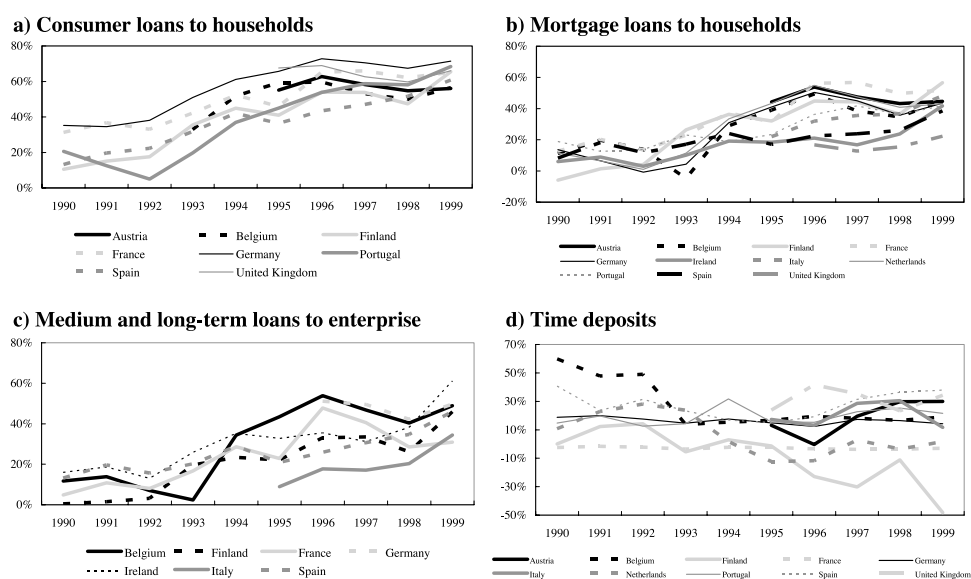 a) Consumer loans to households
80%
60%
40%
20%
0%
1990 1991 1992 1993 1994 1995 1996 1997 1998 1999
Austria Belgium Finland
France Germany Portugal
Spain United Kingdom
b) Mortgage loans to households
80%
60%
40%
20%
0%
-20%
1990 1991 1992 1993 1994 1995 1996 1997 1998 1999
Austria Belgium Finland France
Germany Ireland Italy Netherlands
Portugal Spain United Kingdom
c) Medium and long-term loans to enterprise
80%
60%
40%
20%
0%
1990 1991 1992 1993 1994 1995 1996 1997 1998 1999
Belgium Finland France Germany
Ireland Italy Spain
d) Time deposits
70%
50%
30%
10%
-10%
-30%
-50%
1990 1991 1992 1993 1994 1995 1996 1997 1998 1999
Austria Belgium Finland France Germany
Italy Netherlands Portugal Spain United Kingdom